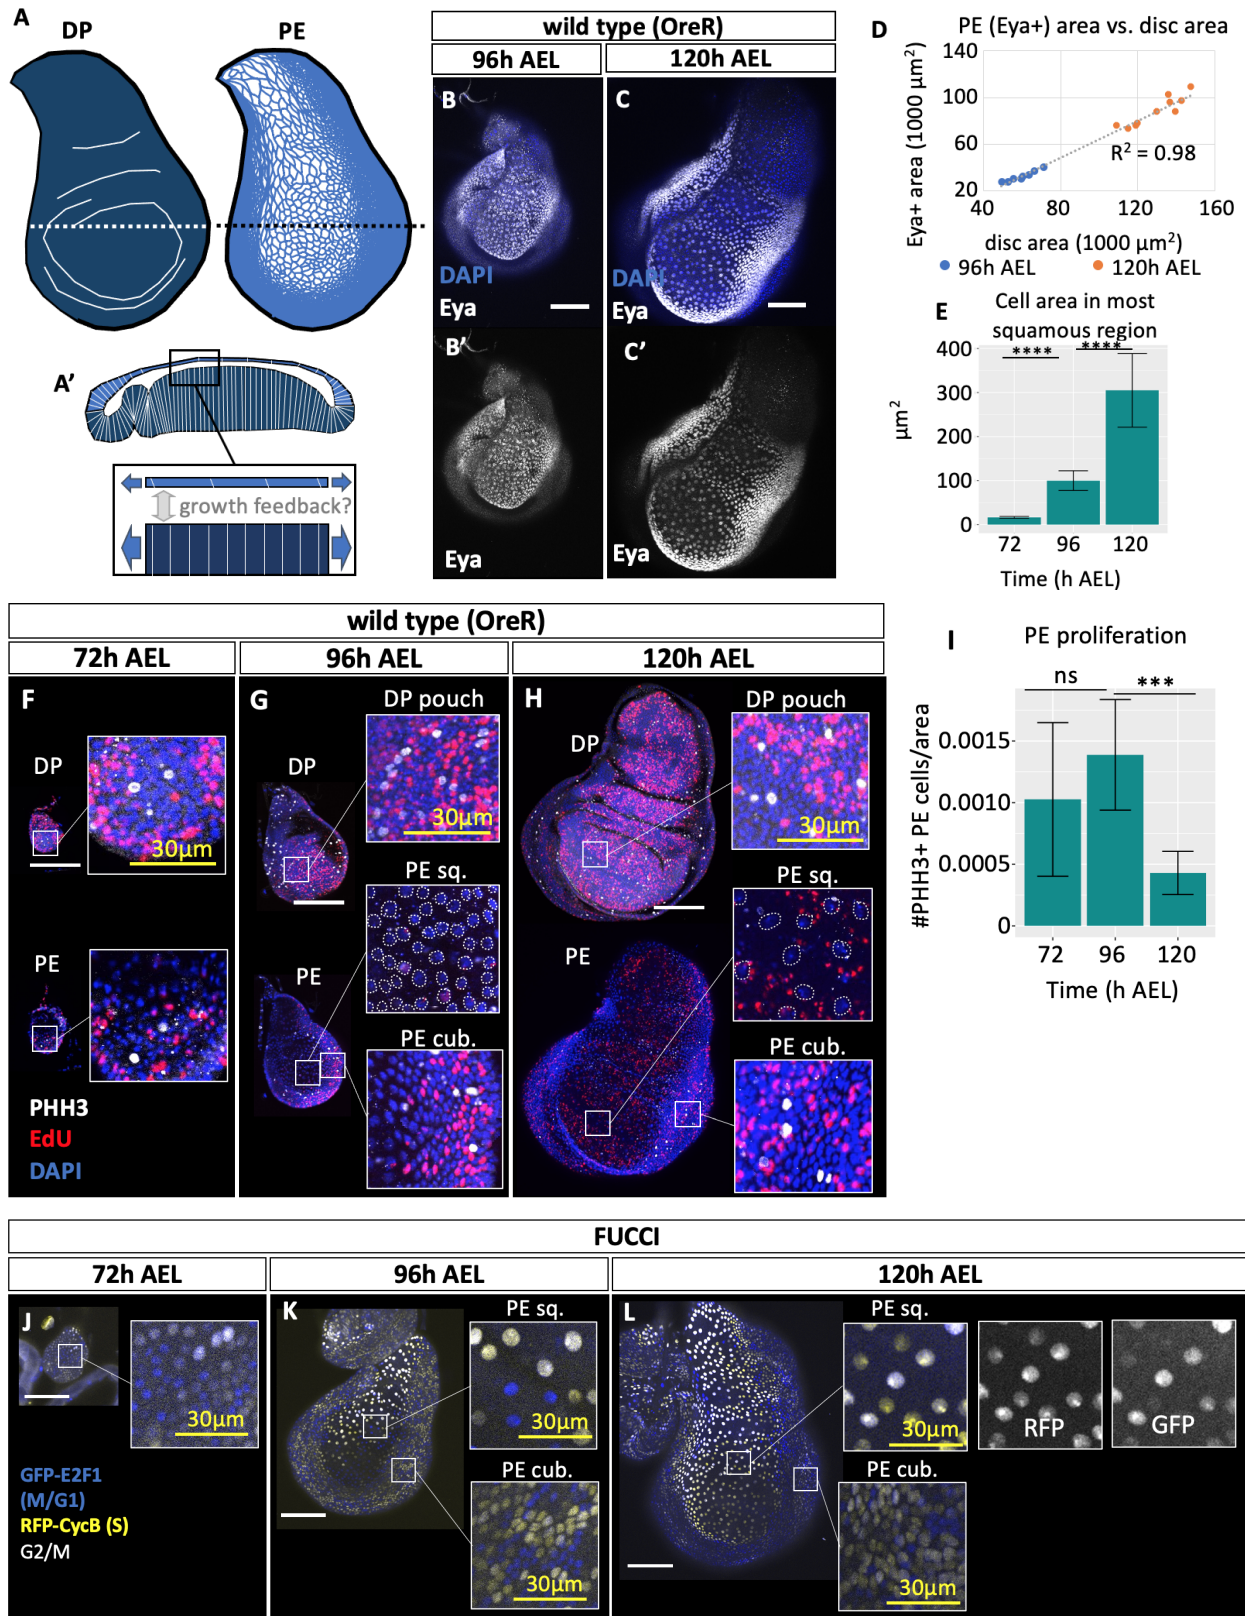 A
DP
PE
A'
growth feedback?
wild type (OreR)
96h AEL
120h AEL
B
DAPI
Eya
C
DAPI
Eya
B'
Eya
C'
Eya
D
PE (Eya+) area vs. disc area
Eya+ area (1000 µm²)
140
100
60
20
R² = 0.98
40
80
120
160
disc area (1000 µm²)
96h AEL
120h AEL
E
Cell area in most
squamous region
****
****
µm²
400
300
200
100
0
72
96
120
Time (h AEL)
wild type (OreR)
72h AEL
96h AEL
120h AEL
F
DP
30µm
PE
PHH3
EdU
DAPI
G
DP pouch
DP
30µm
PE sq.
PE
PE cub.
H
DP pouch
DP
30µm
PE sq.
PE
PE cub.
I
PE proliferation
ns
***
#PHH3+ PE cells/area
0.0015
0.0010
0.0005
0
72
96
120
Time (h AEL)
FUCCI
72h AEL
96h AEL
120h AEL
J
30µm
GFP-E2F1
(M/G1)
RFP-CycB (S)
G2/M
K
PE sq.
30µm
PE cub.
30µm
L
PE sq.
30µm
RFP
GFP
PE cub.
30µm